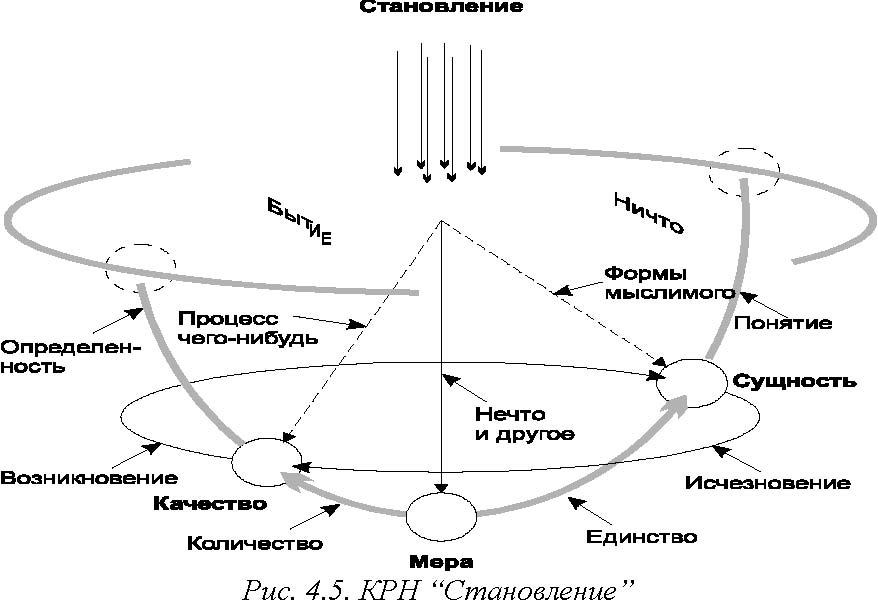 Становление
Бытие
Ничто
Формы
мыслимого
Процесс
чего-нибудь
Понятие
Определен-
ность
Сущность
Нечто
и другое
Возникновение
Исчезновение
Качество
Количество
Единство
Мера
Рис. 4.5. КРН “Становление”